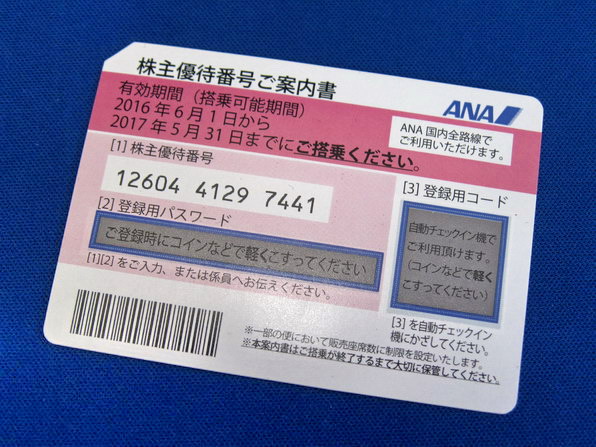 株主優待番号ご案内書
有効期間（搭乗可能期間）
2016年6月1日から
2017年5月31日までにご搭乗ください。
ANA
ANA国内全路線で
ご利用いただけます。
[1] 株主優待番号
12604 4129 7441
[2] 登録用パスワード
ご登録時にコインなどで軽くこすってください
[1][2]をご入力、または係員へお伝えください。
[3] 登録用コード
自動チェックイン機で
ご利用頂けます。
（コインなどで軽く
こすってください）
[3]を自動チェックイン
機にかざしてください。
※一部の便において販売座席数に制限を設定いたします。
※本案内書はご搭乗が終了するまで大切に保管してください。